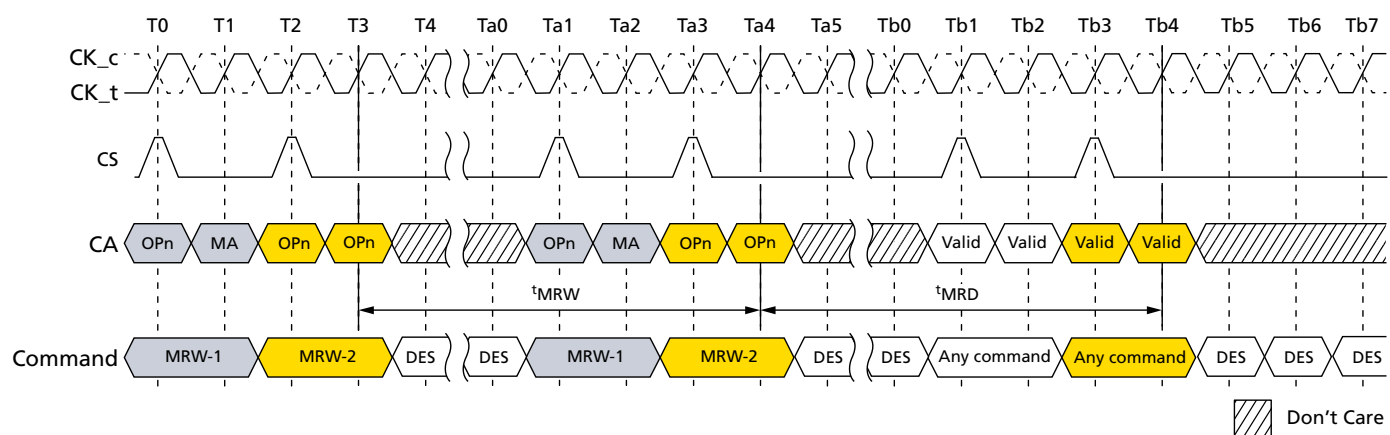 T0 T1 T2 T3 T4 Ta0 Ta1 Ta2 Ta3 Ta4 Ta5 Tb0 Tb1 Tb2 Tb3 Tb4 Tb5 Tb6 Tb7
CK_c
CK_t
CS
CA OPn MA OPn OPn OPn MA OPn OPn Valid Valid Valid Valid
tMRW tMRD
Command MRW-1 MRW-2 DES DES MRW-1 MRW-2 DES DES Any command Any command DES DES DES
Don't Care